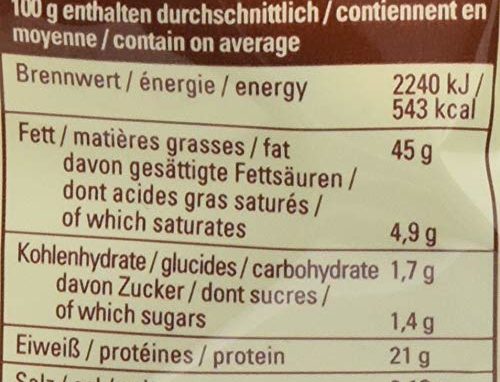 100 g enthalten durchschnittlich / contiennent en
moyenne / contain on average
Brennwert / énergie / energy 2240 kJ /
543 kcal
Fett / matières grasses / fat 45 g
davon gesättigte Fettsäuren /
dont acides gras saturés /
of which saturates 4,9 g
Kohlenhydrate / glucides / carbohydrate 1,7 g
davon Zucker / dont sucres /
of which sugars 1,4 g
Eiweiß / protéines / protein 21 g